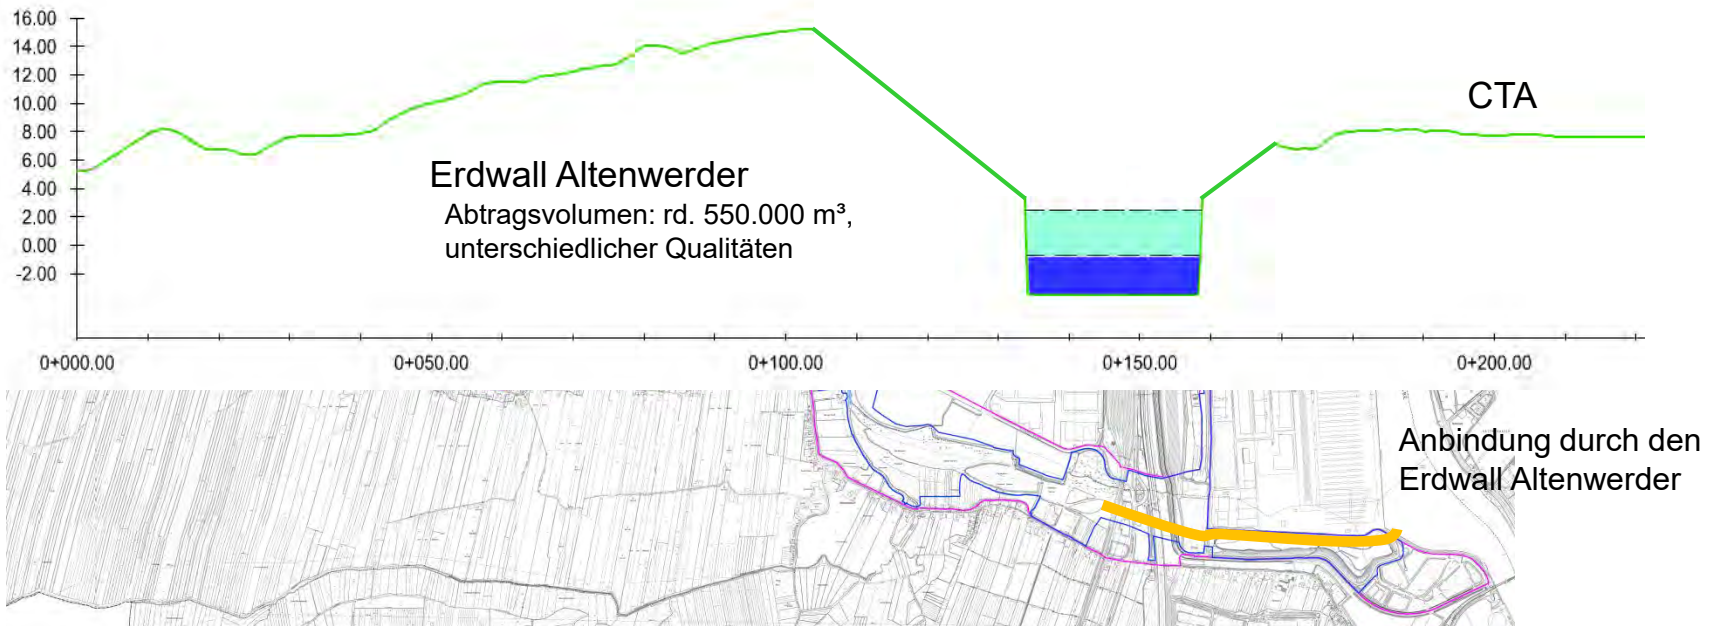 16.00
14.00
12.00
10.00
8.00
6.00
4.00
2.00
0.00
-2.00
CTA
Erdwall Altenwerder
Abtragsvolumen: rd. 550.000 m³,
unterschiedlicher Qualitäten
0+000.00 0+050.00 0+100.00 0+150.00 0+200.00
Anbindung durch den
Erdwall Altenwerder